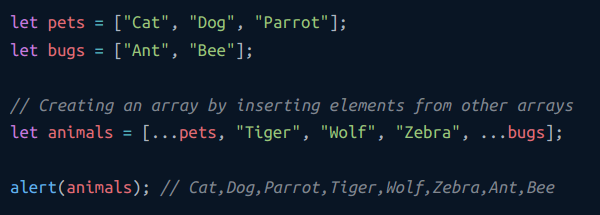 let pets = ["Cat", "Dog", "Parrot"];
let bugs = ["Ant", "Bee"];
// Creating an array by inserting elements from other arrays
let animals = [...pets, "Tiger", "Wolf", "Zebra", ...bugs];
alert(animals); // Cat,Dog,Parrot,Tiger,Wolf,Zebra,Ant,Bee